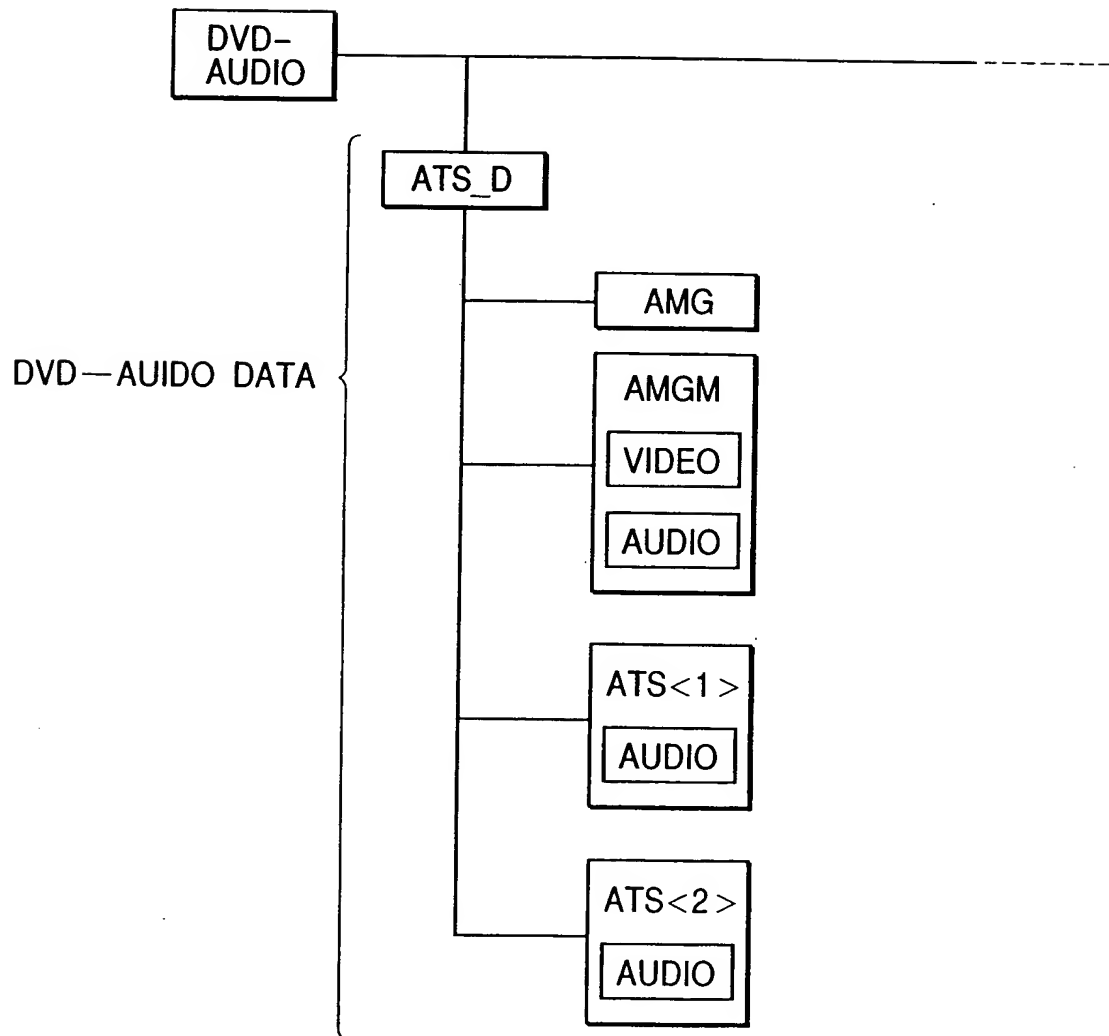 DVD-
AUDIO
ATS_D
AMG
DVD—AUIDO DATA
AMGM
VIDEO
AUDIO
ATS<1>
AUDIO
ATS<2>
AUDIO